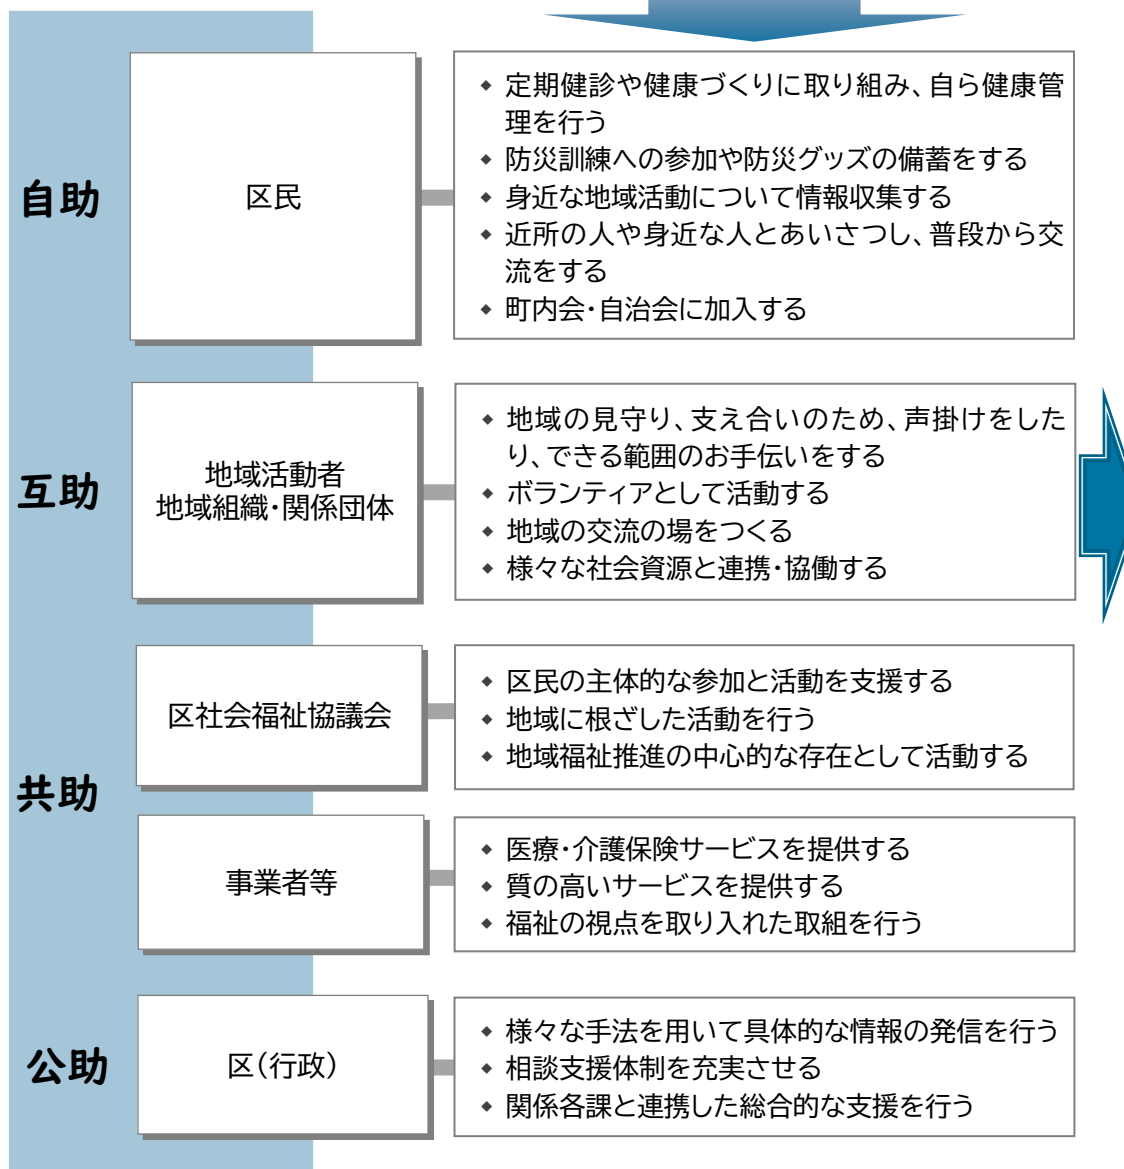 自助
区民
◆ 定期健診や健康づくりに取り組み、自ら健康管
理を行う
◆ 防災訓練への参加や防災グッズの備蓄をする
◆ 身近な地域活動について情報収集する
◆ 近所の人や身近な人とあいさつし、普段から交
流をする
◆ 町内会・自治会に加入する
互助
地域活動者
地域組織・関係団体
◆ 地域の見守り、支え合いのため、声掛けをした
り、できる範囲のお手伝いをする
◆ ボランティアとして活動する
◆ 地域の交流の場をつくる
◆ 様々な社会資源と連携・協働する
共助
区社会福祉協議会
◆ 区民の主体的な参加と活動を支援する
◆ 地域に根ざした活動を行う
◆ 地域福祉推進の中心的な存在として活動する
事業者等
◆ 医療・介護保険サービスを提供する
◆ 質の高いサービスを提供する
◆ 福祉の視点を取り入れた取組を行う
公助
区(行政)
◆ 様々な手法を用いて具体的な情報の発信を行う
◆ 相談支援体制を充実させる
◆ 関係各課と連携した総合的な支援を行う